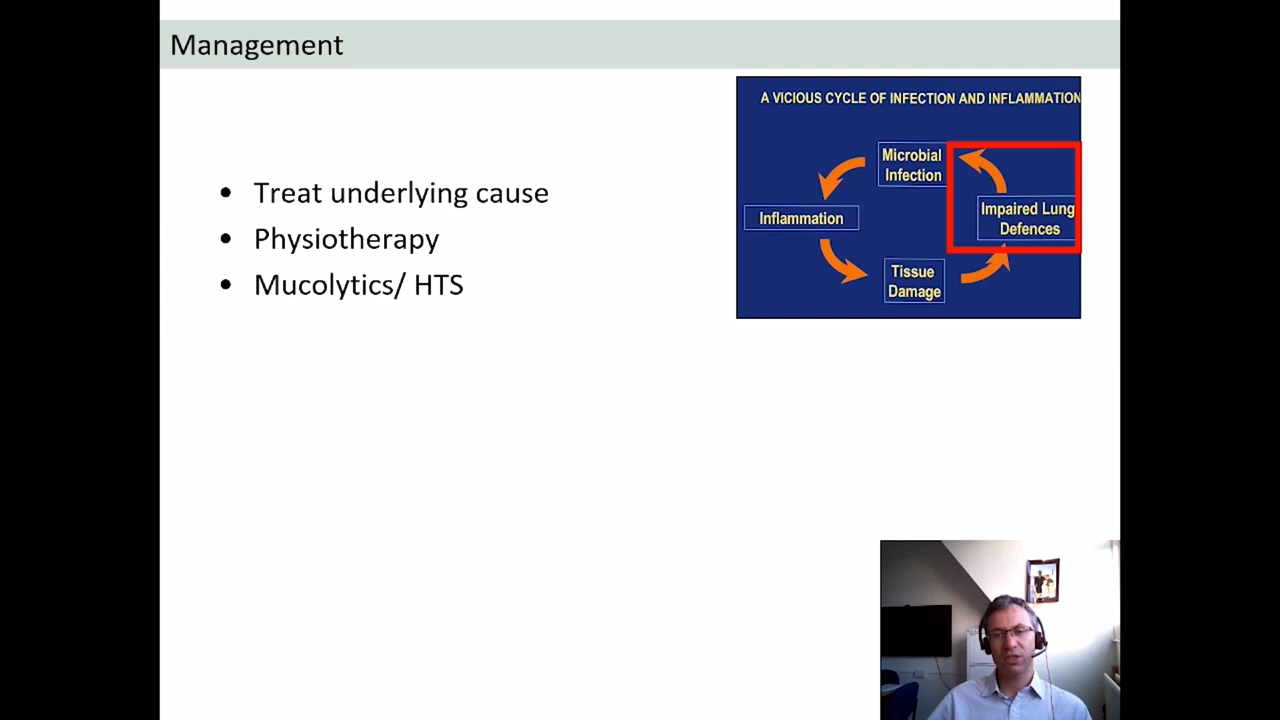 Management
• Treat underlying cause
• Physiotherapy
• Mucolytics/ HTS
A VICIOUS CYCLE OF INFECTION AND INFLAMMATION
Microbial
Infection
Inflammation
Impaired Lung
Defences
Tissue
Damage